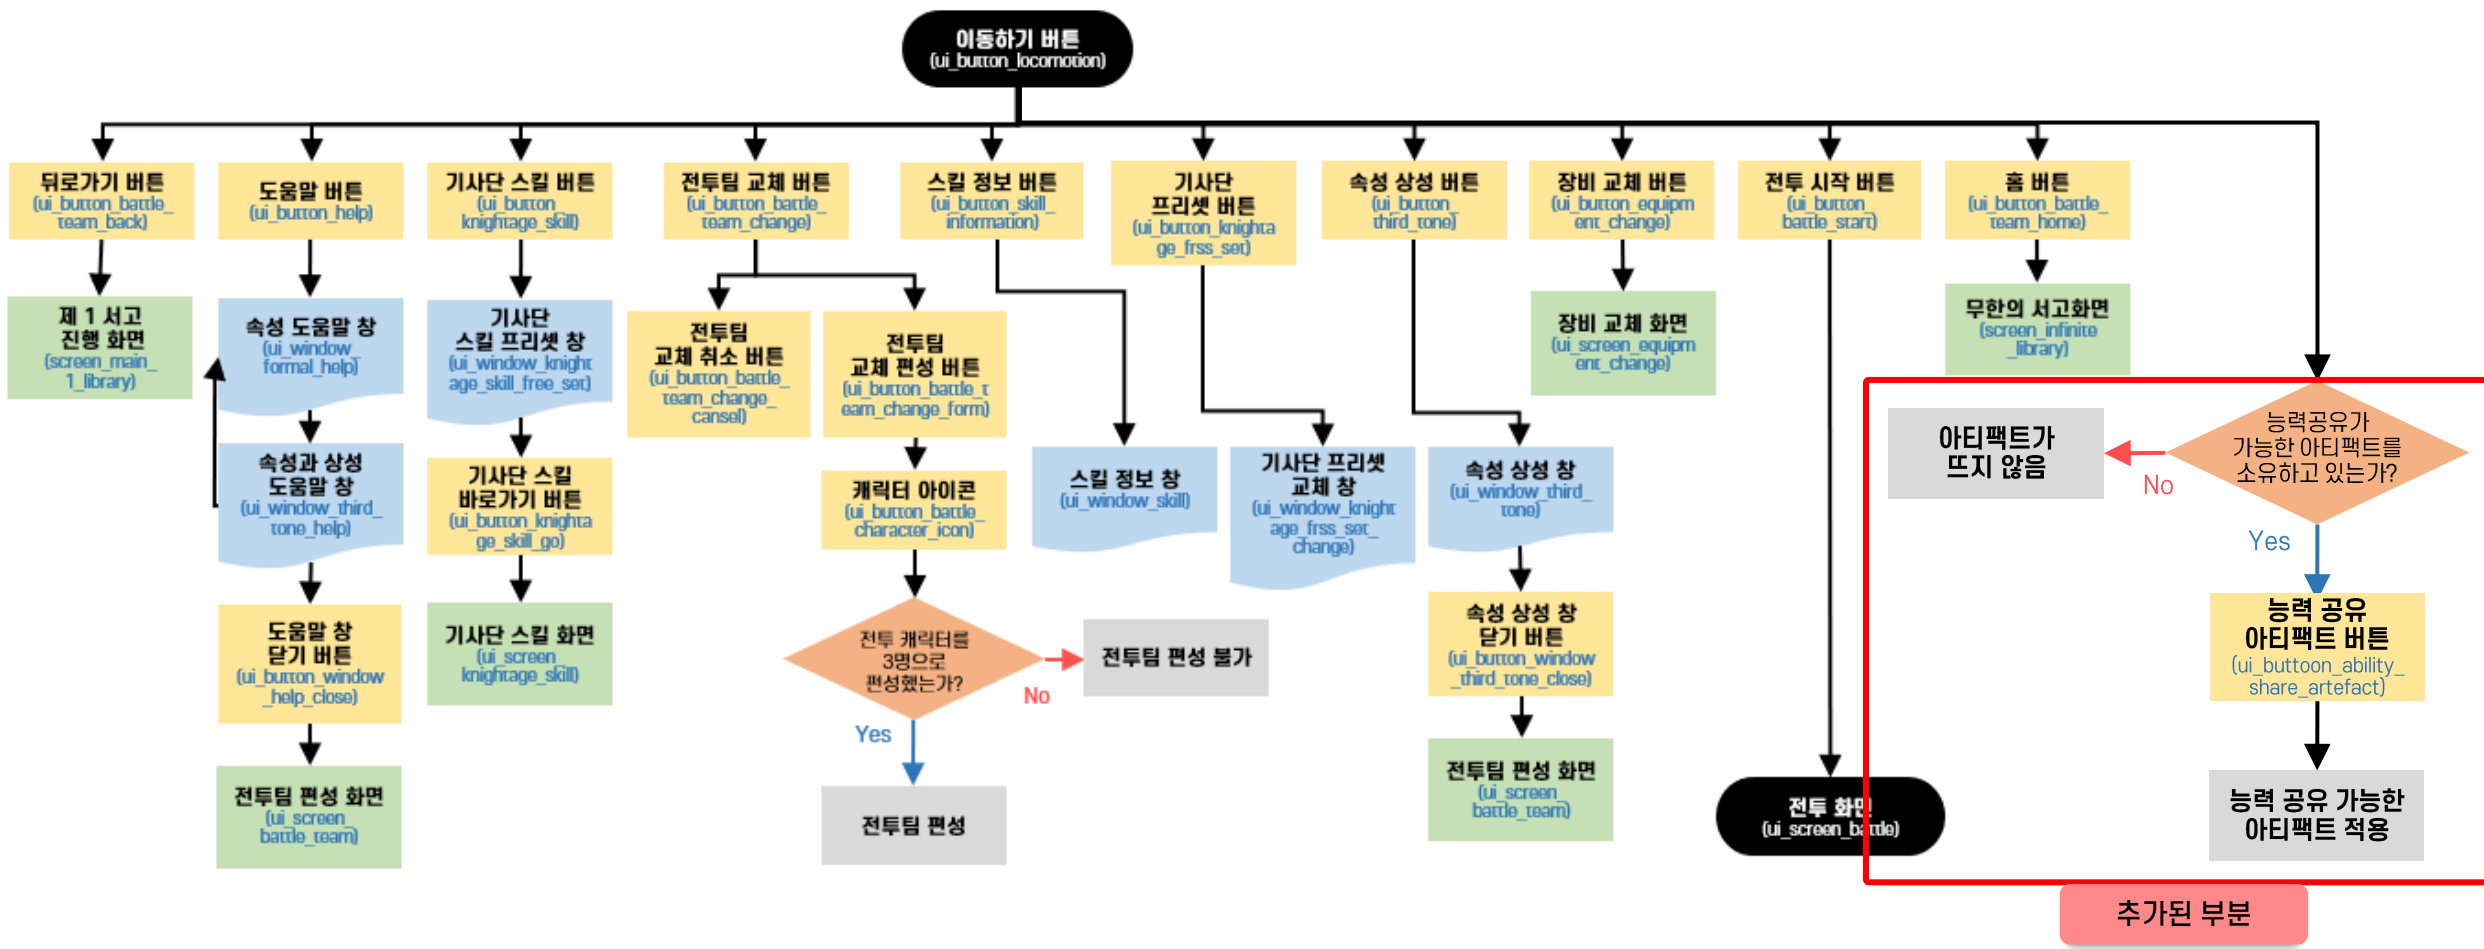 이동하기 버튼
(ui_button_locomotion)
뒤로가기 버튼
(ui_button_battle_
team_back)
제 1 서고
진행 화면
(screen_main_
1_library)
도움말 버튼
(ui_button_help)
속성 도움말 창
(ui_window_
formal_help)
속성과 상성
도움말 창
(ui_window_third_
tone_help)
도움말 창
닫기 버튼
(ui_button_window
_help_close)
전투팀 편성 화면
(ui_screen_
battle_team)
기사단 스킬 버튼
(ui_button_
knightage_skill)
기사단
스킬 프리셋 창
(ui_window_knight
age_skill_free_set)
기사단 스킬
바로가기 버튼
(ui_button_knighta
ge_skill_go)
기사단 스킬 화면
(ui_screen_
knightage_skill)
전투팀 교체 버튼
(ui_button_battle_
team_change)
전투팀
교체 취소 버튼
(ui_button_battle_
team_change_
cansel)
전투팀
교체 편성 버튼
(ui_button_battle_t
eam_change_form)
캐릭터 아이콘
(ui_button_battle_
character_icon)
전투 캐릭터를
3명으로
편성했는가?
No
전투팀 편성 불가
Yes
전투팀 편성
스킬 정보 버튼
(ui_button_skill_
information)
스킬 정보 창
(ui_window_skill)
기사단
프리셋 버튼
(ui_button_knighta
ge_frss_set)
기사단 프리셋
교체 창
(ui_window_knight
age_frss_set_
change)
속성 상성 버튼
(ui_button_
third_tone)
속성 상성 창
(ui_window_third_
tone)
속성 상성 창
닫기 버튼
(ui_button_window
_third_tone_close)
전투팀 편성 화면
(ui_screen_
battle_team)
장비 교체 버튼
(ui_button_equipm
ent_change)
장비 교체 화면
(ui_screen_equipm
ent_change)
전투 시작 버튼
(ui_button_
battle_start)
전투 화면
(ui_screen_battle)
홈 버튼
(ui_button_battle_
team_home)
무한의 서고화면
(screen_infinite
_library)
능력공유가
가능한 아티팩트를
소유하고 있는가?
No
아티팩트가
뜨지 않음
Yes
능력 공유
아티팩트 버튼
(ui_buttoon_ability_
share_artefact)
능력 공유 가능한
아티팩트 적용
추가된 부분